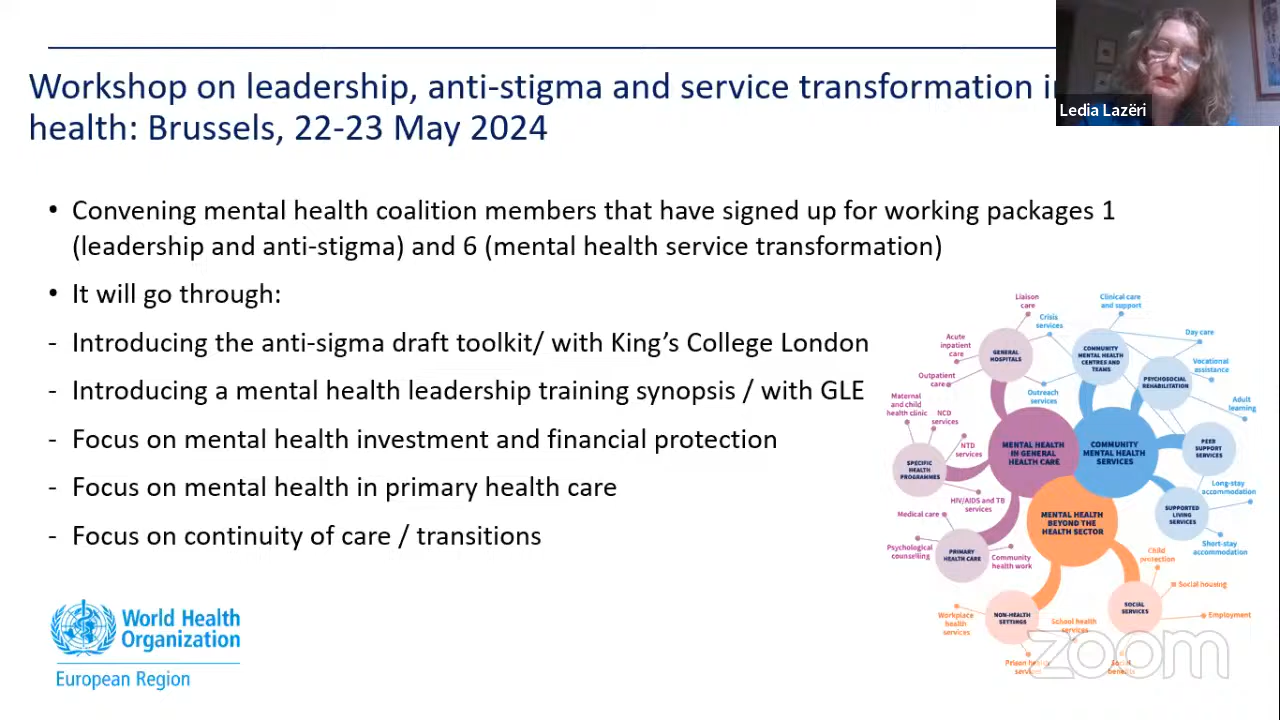 Workshop on leadership, anti-stigma and service transformation i
health: Brussels, 22-23 May 2024
Ledia Lazëri
• Convening mental health coalition members that have signed up for working packages 1
(leadership and anti-stigma) and 6 (mental health service transformation)
• It will go through:
- Introducing the anti-sigma draft toolkit/ with King's College London
- Introducing a mental health leadership training synopsis / with GLE
- Focus on mental health investment and financial protection
- Focus on mental health in primary health care
- Focus on continuity of care / transitions
Liaison
care
Clinical care
and support
Crisis
services
Day care
Acute
inpatient
care
GENERAL
HOSPITALS
COMMUNITY
MENTAL HEALTH
CENTRES AND
TEAMS
Vocational
assistance
PSYCHOSOCIAL
REHABILITATION
Outpatient
care
Outreach
services
Maternal
and child
health clinic
NCD
services
Adult
learning
NTD
services
MENTAL HEALTH
IN GENERAL
HEALTH CARE
COMMUNITY
MENTAL HEALTH
SERVICES
PEER
SUPPORT
SERVICES
SPECIFIC
HEALTH
PROGRAMMES
Long-stay
accommodation
HIV/AIDS and TB
services
Medical care
MENTAL HEALTH
BEYOND THE
HEALTH SECTOR
SUPPORTED
LIVING
SERVICES
Psychological
counselling
PRIMARY
HEALTH CARE
Community
health work
Short-stay
accommodation
Child
protection
Social housing
Workplace
health
services
NON-HEALTH
SETTINGS
School health
services
SOCIAL
SERVICES
Employment
Prison health
services
Social
benefits
World Health
Organization
European Region
zoom